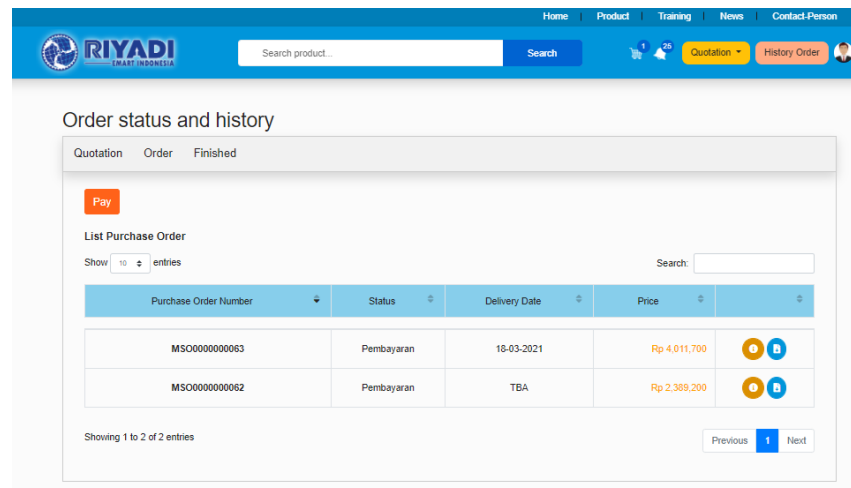 Home Product Training News Contact-Person
RIYADI
SMART INDONESIA
Search product...
Search
1
25
Quotation
History Order
Order status and history
Quotation Order Finished
Pay
List Purchase Order
Show 10 entries
Search:
Purchase Order Number Status Delivery Date Price
MSO0000000063 Pembayaran 18-03-2021 Rp 4,011,700
MSO0000000062 Pembayaran TBA Rp 2,389,200
Showing 1 to 2 of 2 entries
Previous 1 Next